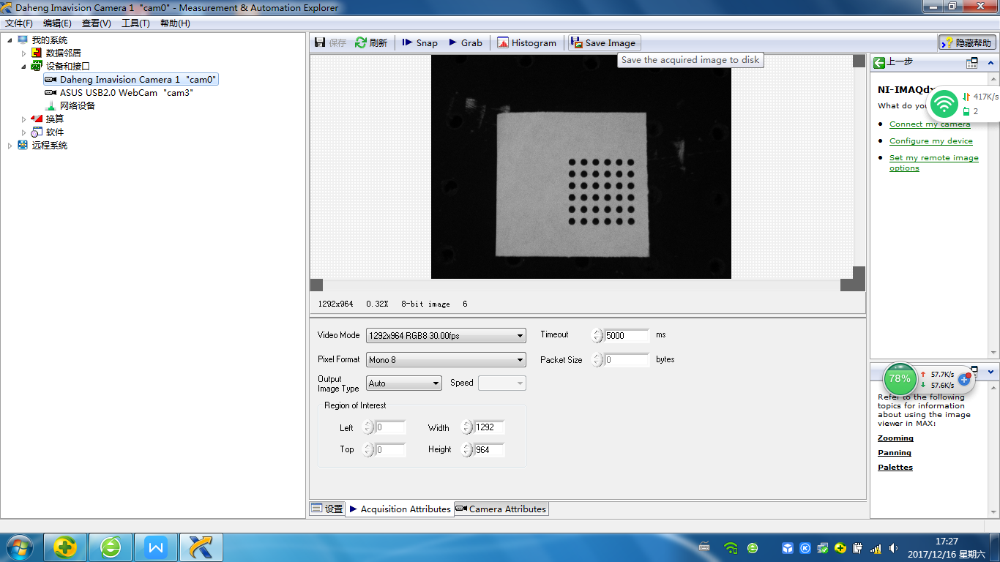 Daheng Imavision Camera 1 "cam0" - Measurement & Automation Explorer
文件(F) 编辑(E) 查看(V) 工具(T) 帮助(H)
我的系统
数据邻居
设备和接口
Daheng Imavision Camera 1 "cam0"
ASUS USB2.0 WebCam "cam3"
网络设备
换算
软件
远程系统
保存 刷新 Snap Grab Histogram Save Image 隐藏帮助
Save the acquired image to disk
1292x964 0.32X 8-bit image 6
Video Mode 1292x964 RGB8 30.00fps Timeout 5000 ms
Pixel Format Mono 8 Packet Size 0 bytes
Output
Image Type Auto Speed
Region of Interest
Left 0 Width 1292
Top 0 Height 964
设置 Acquisition Attributes Camera Attributes
上一步
NI-IMAQdx
What do you
Connect my camera
Configure my device
Set my remote image
options
417K/s
2
78% 57.7K/s
57.6K/s
Refer to the following
topics for information
about using the image
viewer in MAX:
Zooming
Panning
Palettes
17:27
2017/12/16 星期六